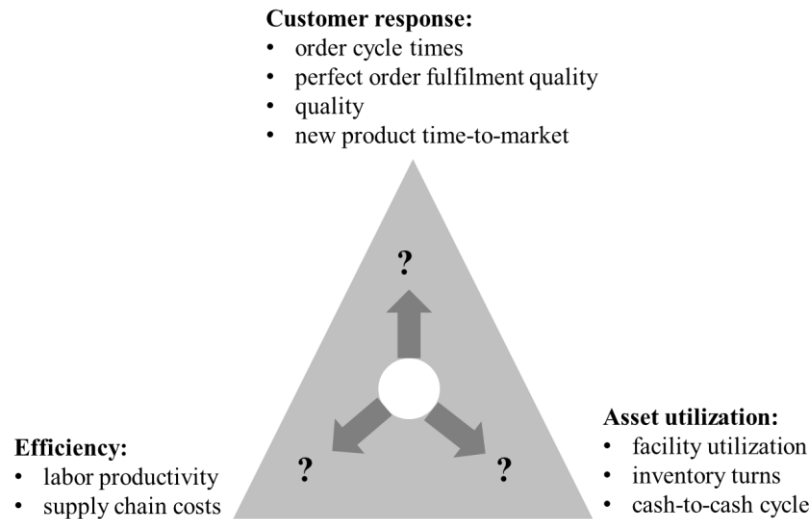 Customer response:
• order cycle times
• perfect order fulfilment quality
• quality
• new product time-to-market
?
Efficiency:
• labor productivity
• supply chain costs
?
?
Asset utilization:
• facility utilization
• inventory turns
• cash-to-cash cycle